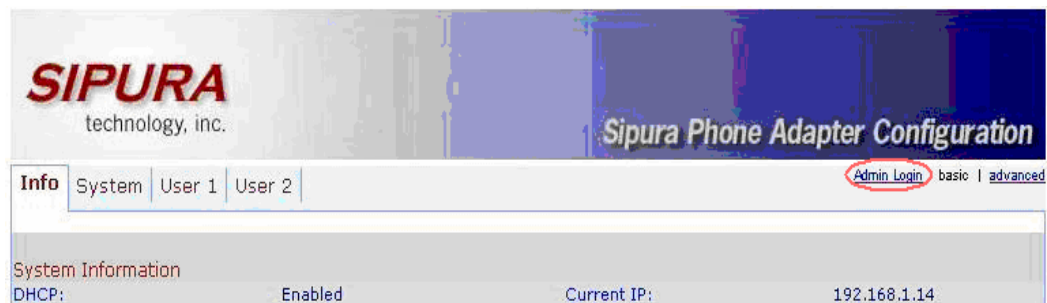 SIPURA
technology, inc.
Sipura Phone Adapter Configuration
Info System User 1 User 2 Admin Login basic | advanced
System Information
DHCP: Enabled Current IP: 192.168.1.14